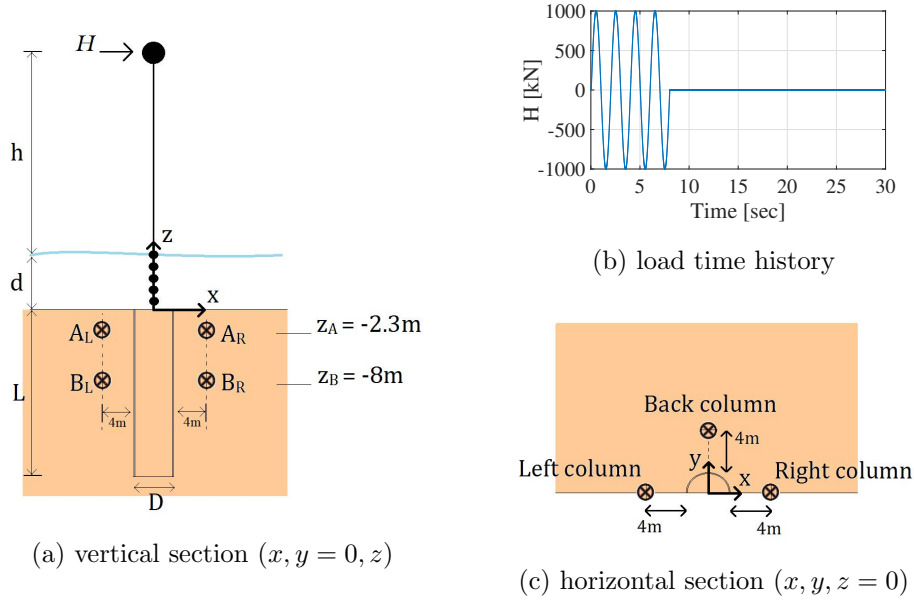 H
h
z
d
x
A_L
A_R
z_A = -2.3m
B_L
B_R
z_B = -8m
L
4m
4m
D
(a) vertical section (x, y = 0, z)
1000
500
0
-500
-1000
H [kN]
0 5 10 15 20 25 30
Time [sec]
(b) load time history
Back column
4m
y
Left column
x
Right column
4m
4m
(c) horizontal section (x, y, z = 0)